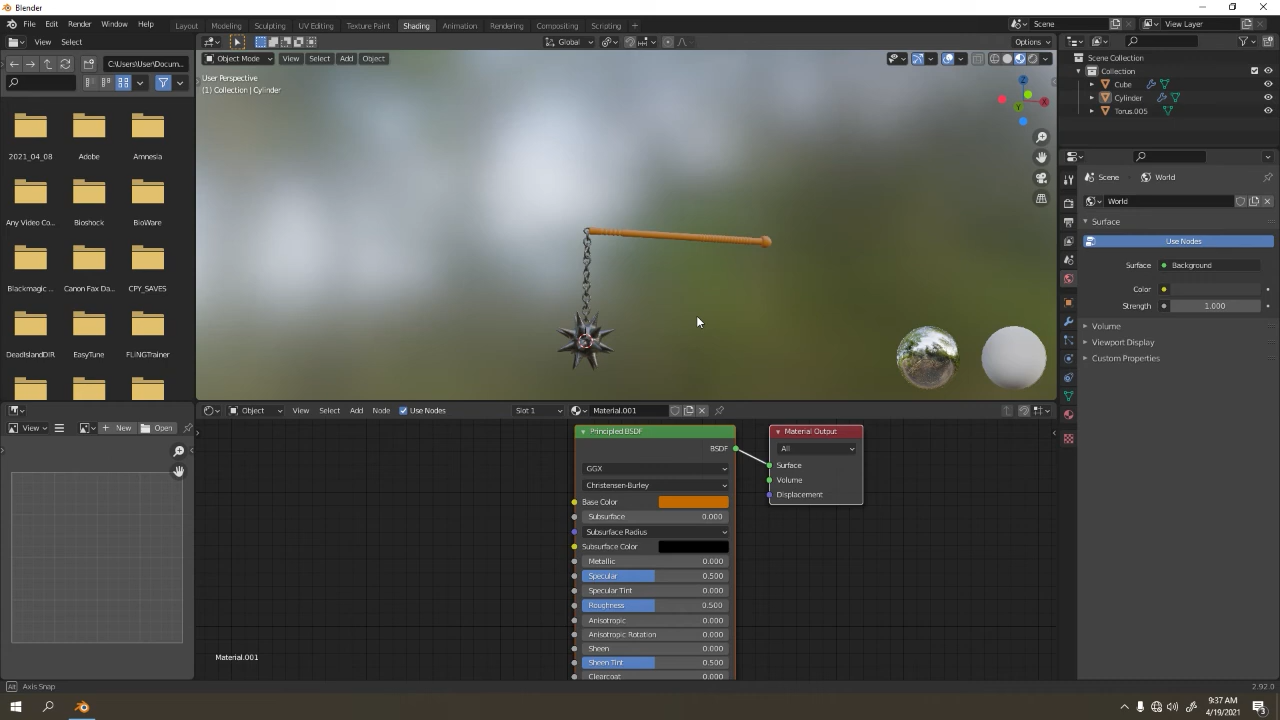 Blender
File Edit Render Window Help Layout Modeling Sculpting UV Editing Texture Paint Shading Animation Rendering Compositing Scripting + Scene View Layer
View Select Global Options
C:\Users\User\Docum... Object Mode View Select Add Object
User Perspective
(1) Collection | Cylinder
2021_04_08 Adobe Amnesia
Any Video Co... Bioshock BioWare
Blackmagic ... Canon Fax Da... CPY_SAVES
DeadIslandDIR EasyTune FLiNGTrainer
X
Y
Z
Scene Collection
Collection
Cube
Cylinder
Torus.005
Scene World
World
Surface
Use Nodes
Surface Background
Color
Strength 1.000
Volume
Viewport Display
Custom Properties
Object View Select Add Node Use Nodes Slot 1 Material.001
View New Open
Principled BSDF
BSDF
GGX
Christensen-Burley
Base Color
Subsurface 0.000
Subsurface Radius
Subsurface Color
Metallic 0.000
Specular 0.500
Specular Tint 0.000
Roughness 0.500
Anisotropic 0.000
Anisotropic Rotation 0.000
Sheen 0.000
Sheen Tint 0.500
Clearcoat 0.000
Material Output
All
Surface
Volume
Displacement
Material.001
Alt Axis Snap 2.92.0
9:37 AM
4/19/2021
3